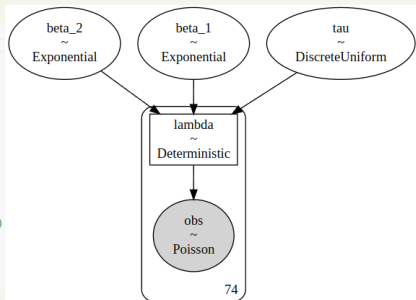 beta_2
~
Exponential
beta_1
~
Exponential
tau
~
DiscreteUniform
lambda
~
Deterministic
obs
~
Poisson
74